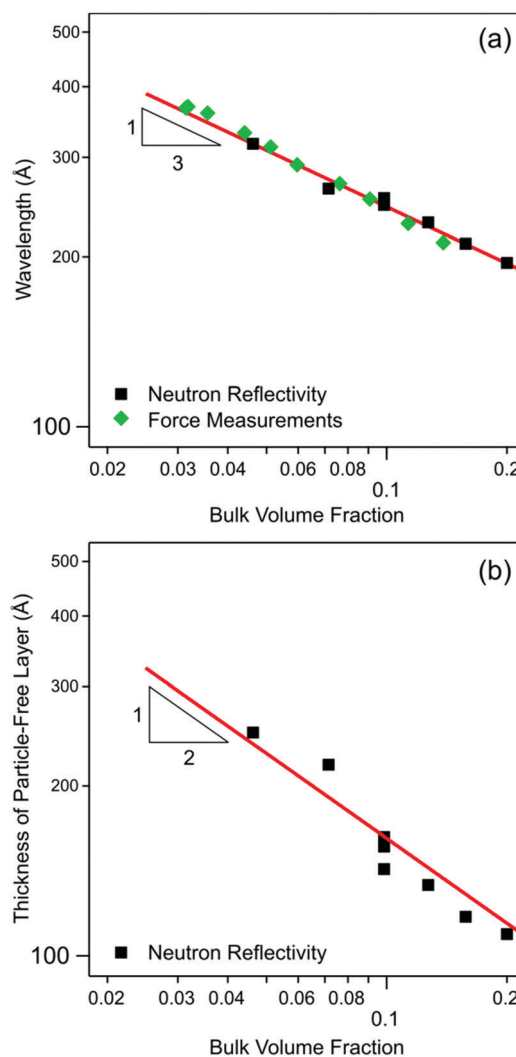 (a)
500
400
300
200
100
Wavelength (Å)
1
3
Neutron Reflectivity
Force Measurements
0.02 0.03 0.04 0.06 0.08 0.1 0.2
Bulk Volume Fraction
(b)
500
400
300
200
100
Thickness of Particle-Free Layer (Å)
1
2
Neutron Reflectivity
0.02 0.03 0.04 0.06 0.08 0.1 0.2
Bulk Volume Fraction